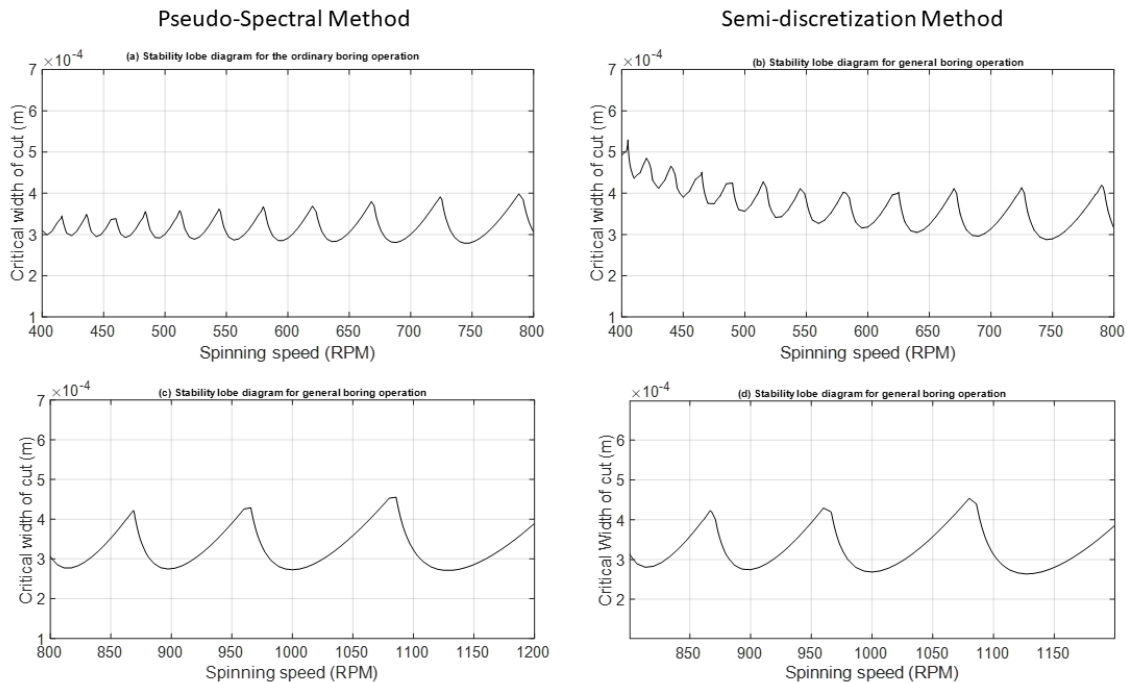 Pseudo-Spectral Method
Semi-discretization Method
(a) Stability lobe diagram for the ordinary boring operation
×10⁻⁴
7
6
5
4
3
2
1
Critical width of cut (m)
400 450 500 550 600 650 700 750 800
Spinning speed (RPM)
(b) Stability lobe diagram for general boring operation
×10⁻⁴
7
6
5
4
3
2
1
Critical width of cut (m)
400 450 500 550 600 650 700 750 800
Spinning speed (RPM)
(c) Stability lobe diagram for general boring operation
×10⁻⁴
7
6
5
4
3
2
1
Critical width of cut (m)
800 850 900 950 1000 1050 1100 1150 1200
Spinning speed (RPM)
(d) Stability lobe diagram for general boring operation
×10⁻⁴
6
5
4
3
2
Critical Width of cut (m)
850 900 950 1000 1050 1100 1150
Spinning speed (RPM)